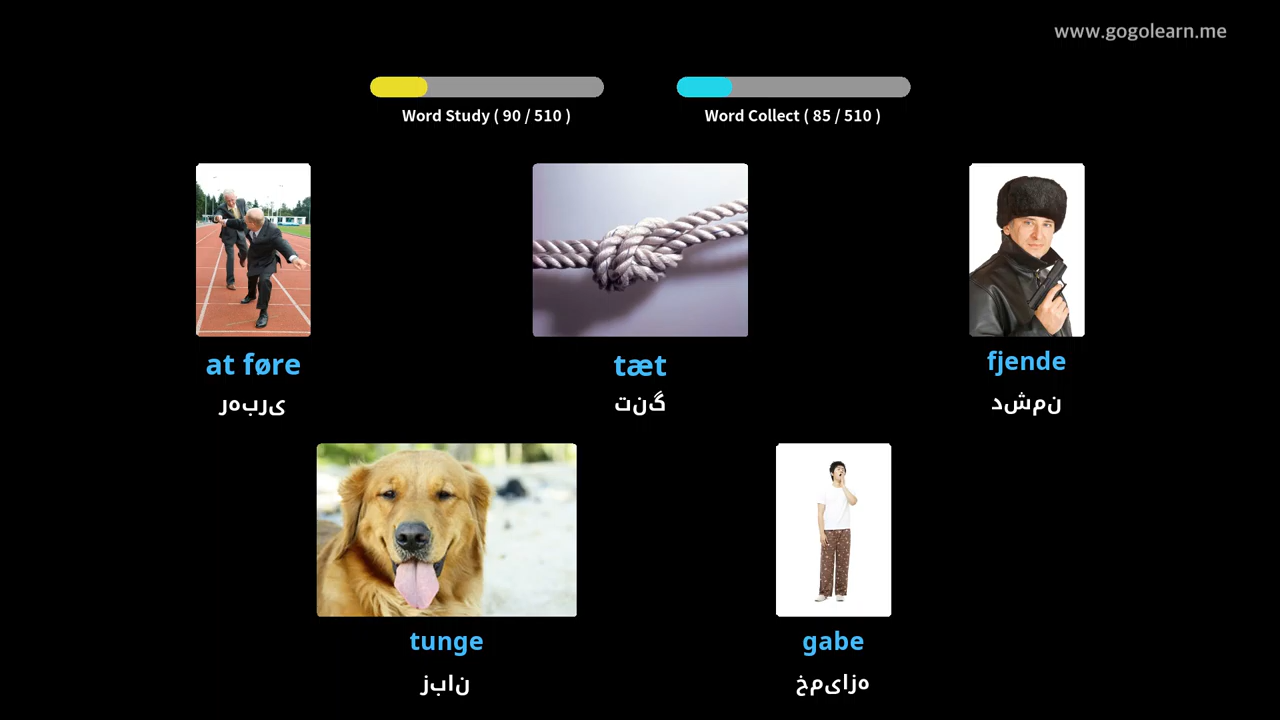 www.gogolearn.me
Word Study ( 90 / 510 )
Word Collect ( 85 / 510 )
at føre
رهبری
tæt
تنگ
fjende
دشمن
tunge
زبان
gabe
خمیازه